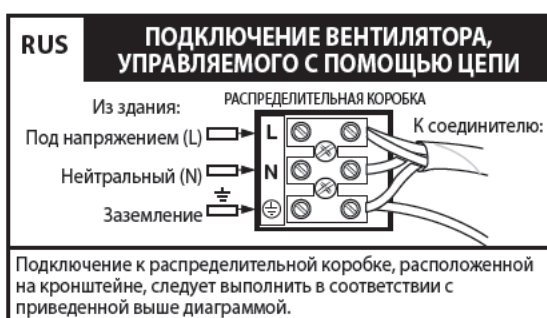 RUS
ПОДКЛЮЧЕНИЕ ВЕНТИЛЯТОРА,
УПРАВЛЯЕМОГО С ПОМОЩЬЮ ЦЕПИ
Из здания:
РАСПРЕДЕЛИТЕЛЬНАЯ КОРОБКА
Под напряжением (L)
L
К соединителю:
Нейтральный (N)
N
Заземление
Подключение к распределительной коробке, расположенной
на кронштейне, следует выполнить в соответствии с
приведенной выше диаграммой.